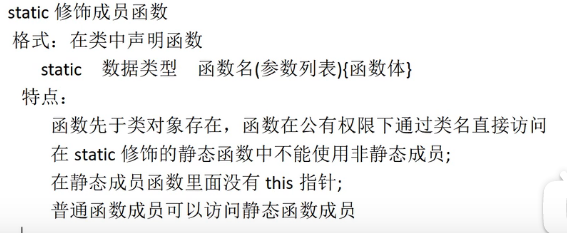 static 修饰成员函数
格式：在类中声明函数
static 数据类型 函数名(参数列表){函数体}
特点：
函数先于类对象存在，函数在公有权限下通过类名直接访问
在 static 修饰的静态函数中不能使用非静态成员;
在静态成员函数里面没有 this 指针;
普通函数成员可以访问静态函数成员